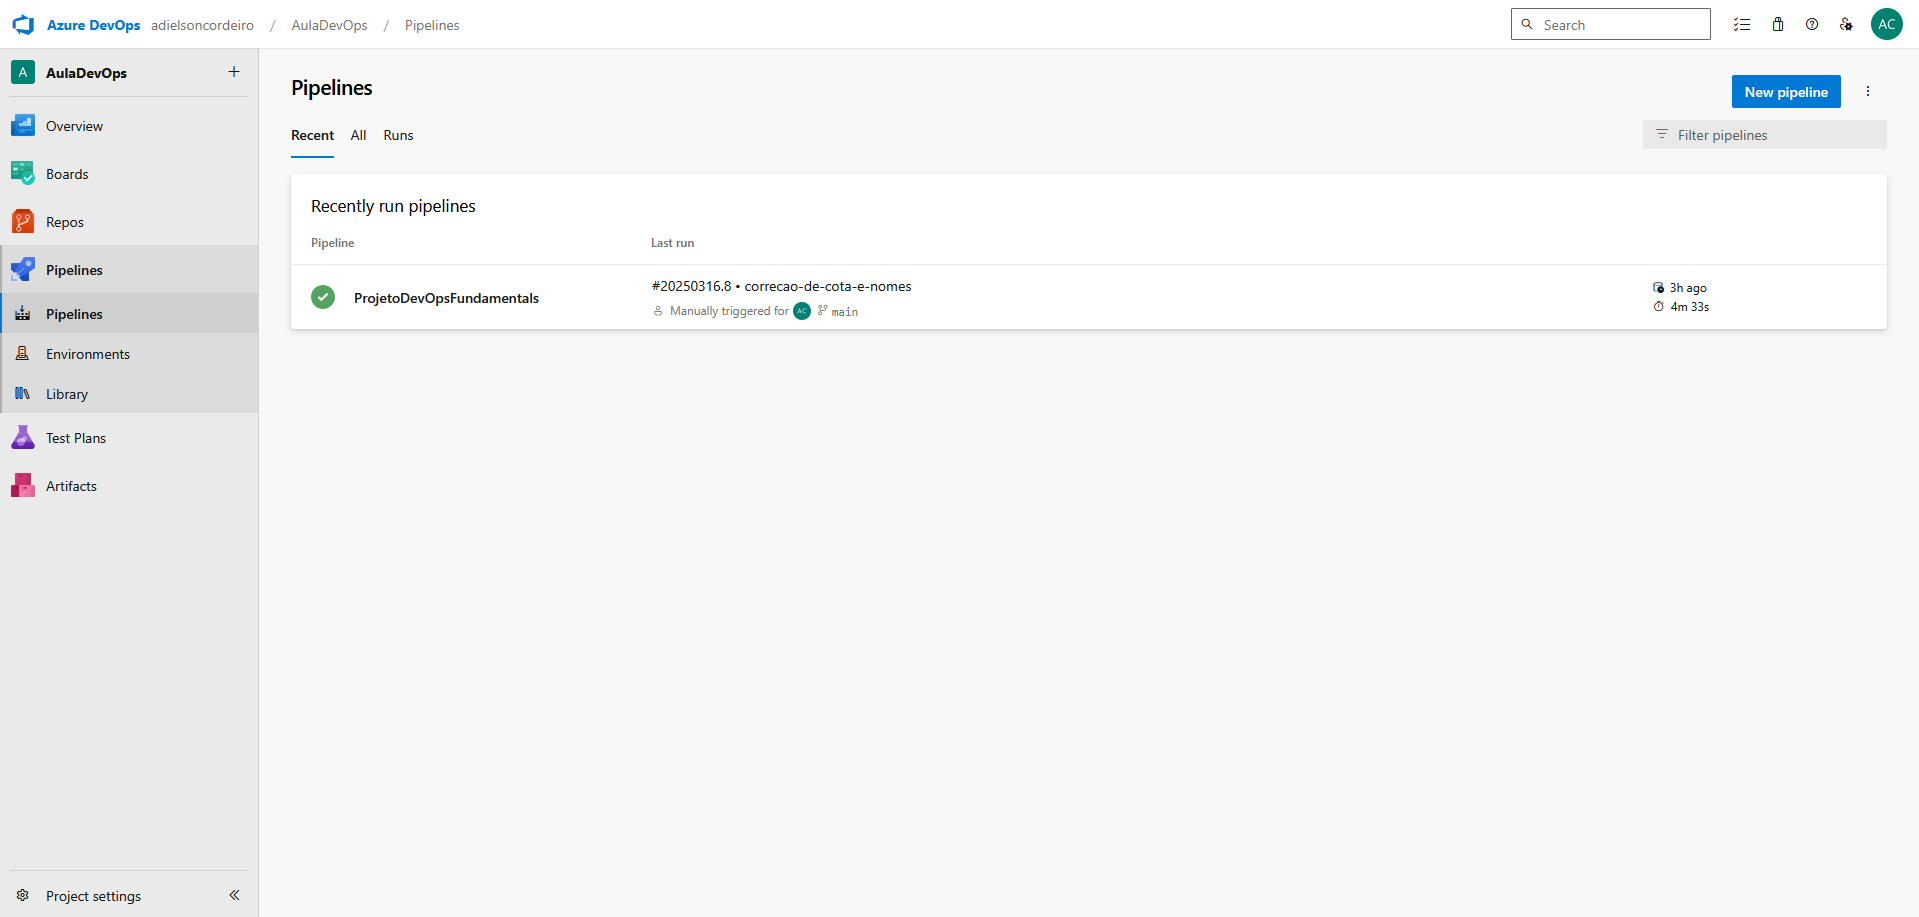 Azure DevOps adielsoncordeiro / AulaDevOps / Pipelines
Search
AC
A AulaDevOps
Overview
Boards
Repos
Pipelines
Pipelines
Environments
Library
Test Plans
Artifacts
Project settings
Pipelines
New pipeline
Recent All Runs
Filter pipelines
Recently run pipelines
Pipeline Last run
ProjetoDevOpsFundamentals
#20250316.8 • correcao-de-cota-e-nomes
Manually triggered for AC main
3h ago
4m 33s